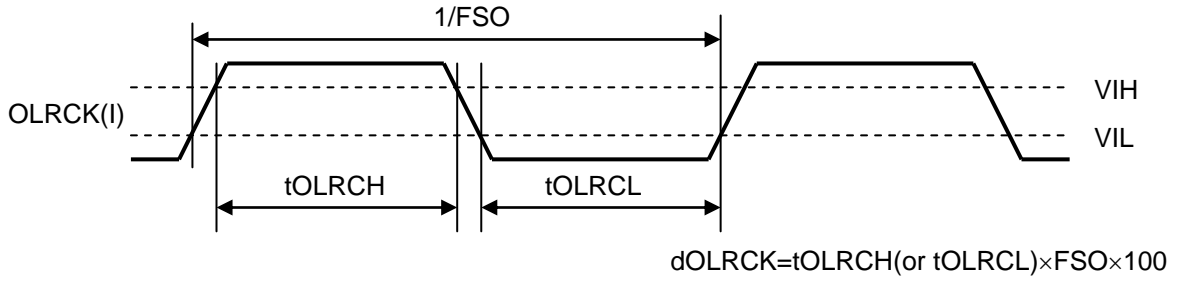 1/FSO
OLRCK(I)
VIH
VIL
tOLRCH
tOLRCL
dOLRCK=tOLRCH(or tOLRCL)×FSO×100